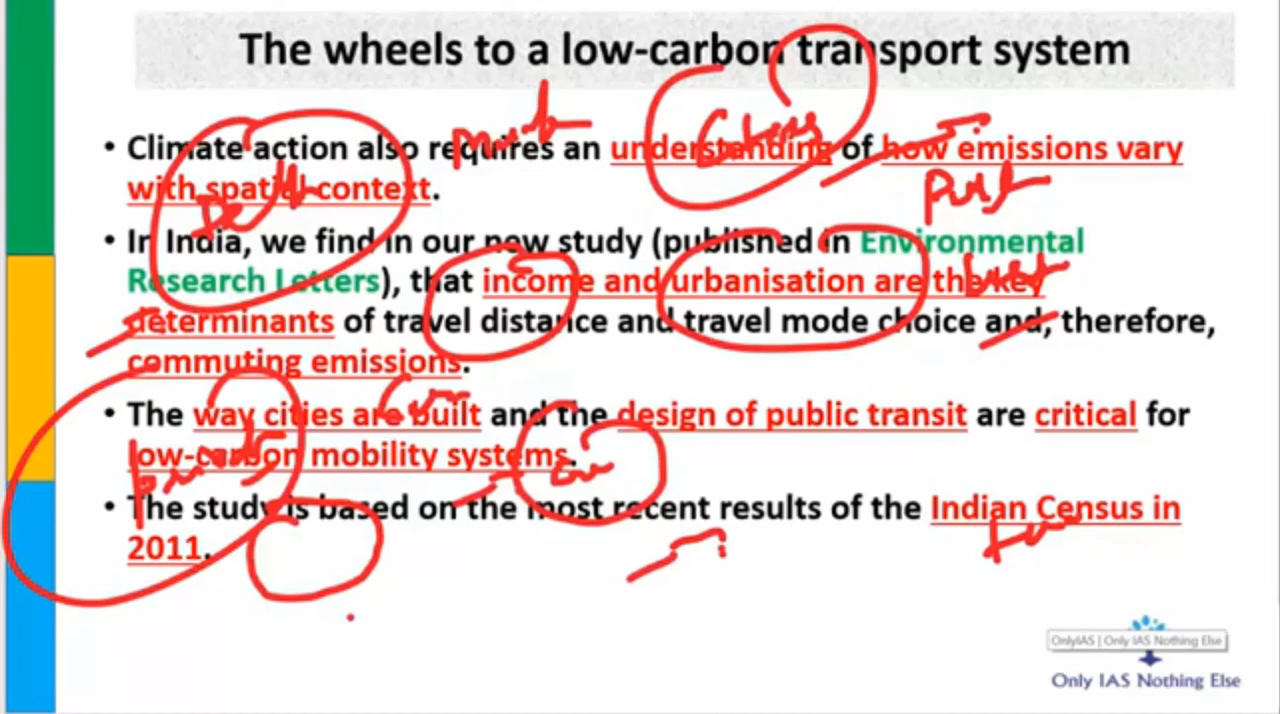 The wheels to a low-carbon transport system
• Climate action also requires an understanding of how emissions vary
with spatial context.
• In India, we find in our new study (published in Environmental
Research Letters), that income and urbanisation are the key
determinants of travel distance and travel mode choice and, therefore,
commuting emissions.
• The way cities are built and the design of public transit are critical for
low-carbon mobility systems.
• The study is based on the most recent results of the Indian Census in
2011.
OnlyIAS | Only IAS Nothing Else
Only IAS Nothing Else